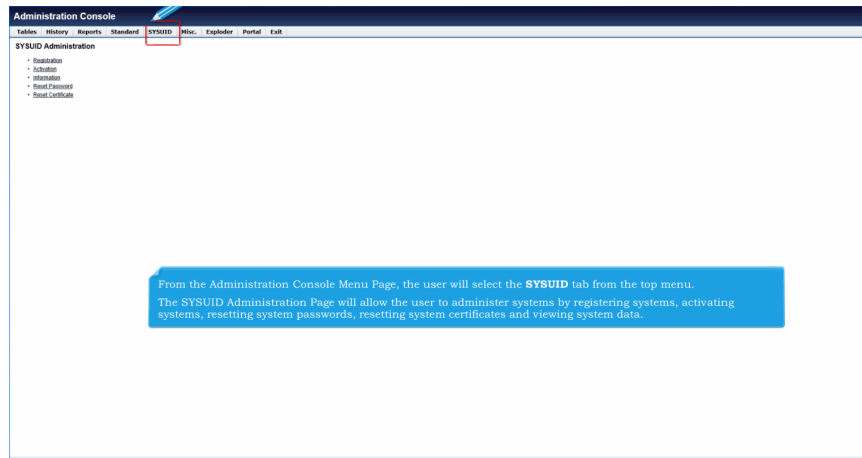 Administration Console
Tables History Reports Standard SYSUID Misc. Exploder Portal Exit
SYSUID Administration
• Registration
• Activation
• Information
• Reset Password
• Reset Certificate
From the Administration Console Menu Page, the user will select the SYSUID tab from the top menu.
The SYSUID Administration Page will allow the user to administer systems by registering systems, activating
systems, resetting system passwords, resetting system certificates and viewing system data.